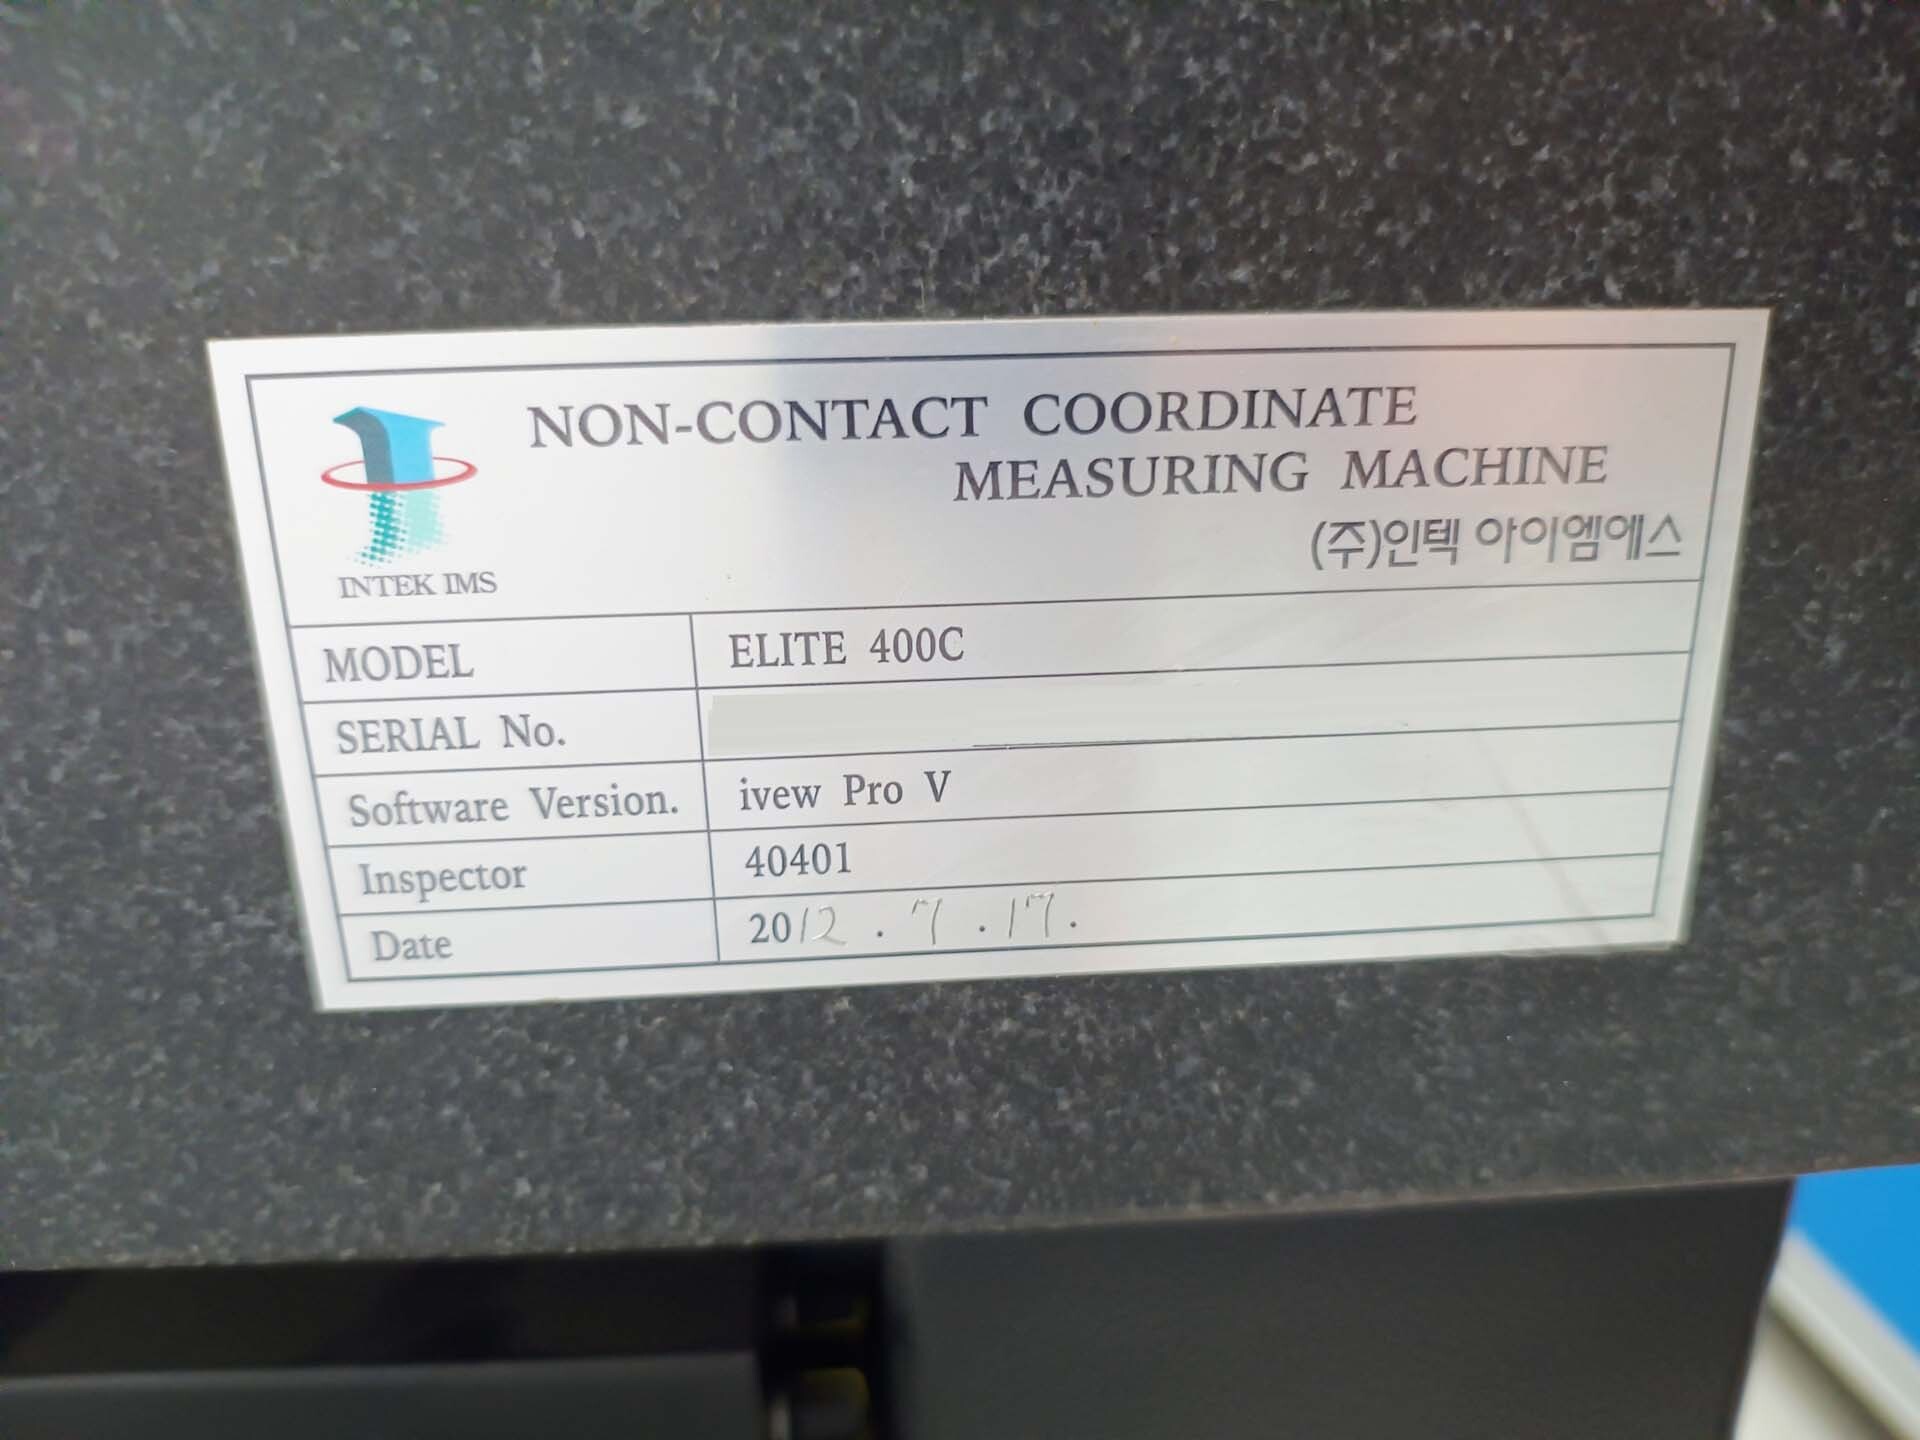 NON-CONTACT COORDINATE
MEASURING MACHINE
(주)인텍 아이엠에스
INTEK IMS
MODEL ELITE 400C
SERIAL No.
Software Version. ivew Pro V
Inspector 40401
Date 2012 . 7 . 17.